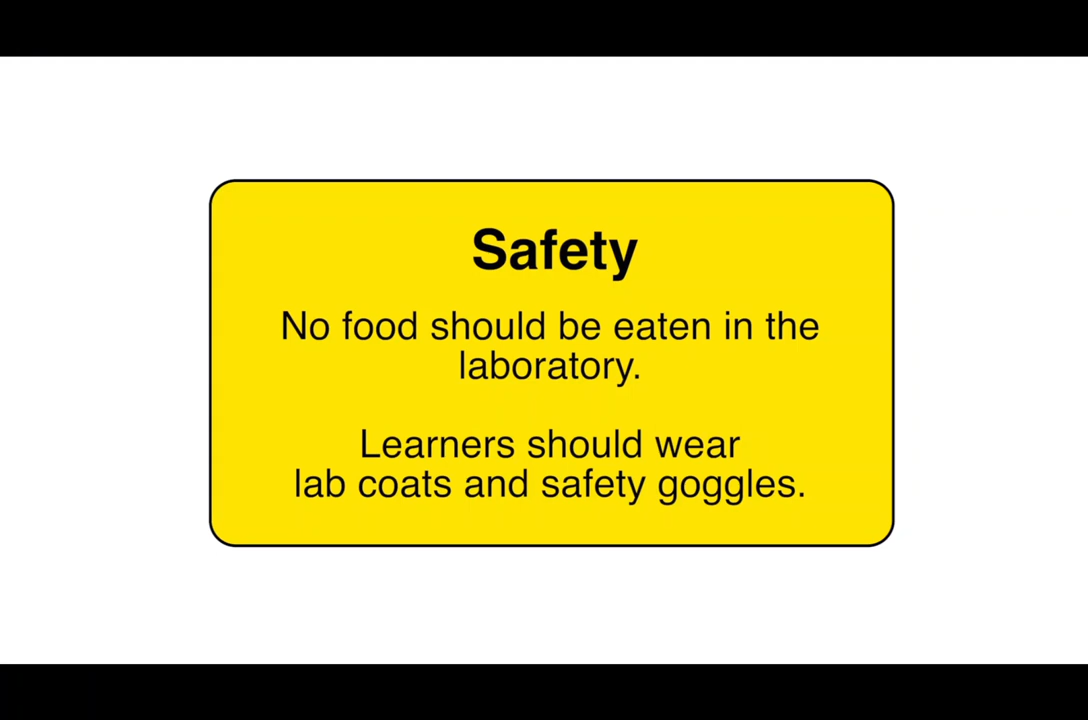 Safety
No food should be eaten in the
laboratory.
Learners should wear
lab coats and safety goggles.